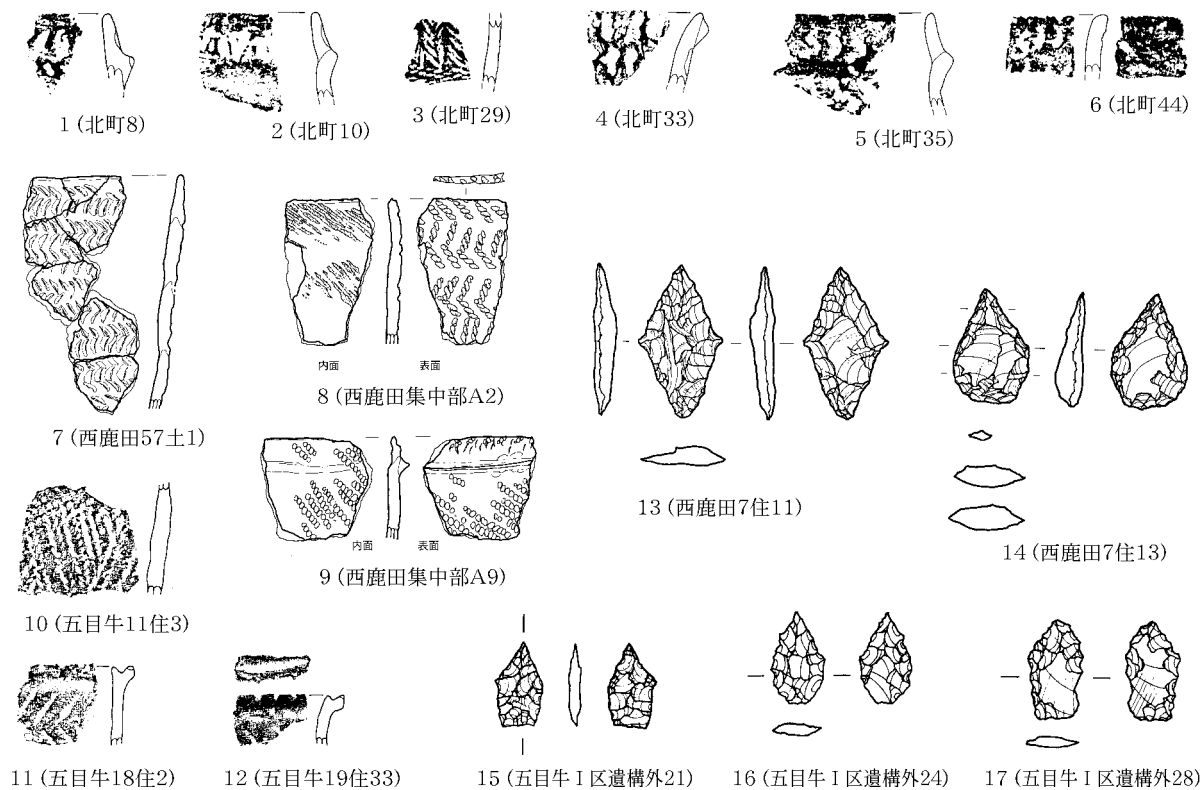 1 (北町8)
2 (北町10)
3 (北町29)
4 (北町33)
5 (北町35)
6 (北町44)
7 (西鹿田57土1)
内面 表面
8 (西鹿田集中部A2)
内面 表面
9 (西鹿田集中部A9)
10 (五目牛11住3)
11 (五目牛18住2)
12 (五目牛19住33)
13 (西鹿田7住11)
14 (西鹿田7住13)
15 (五目牛Ⅰ区遺構外21)
16 (五目牛Ⅰ区遺構外24)
17 (五目牛Ⅰ区遺構外28)